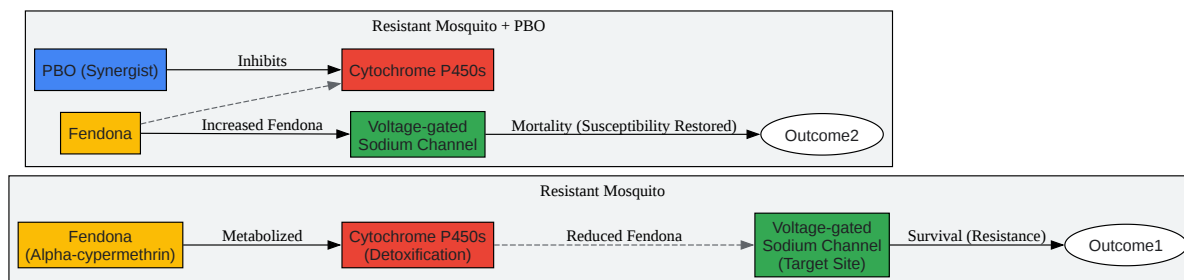 Resistant Mosquito + PBO
PBO (Synergist)
Inhibits
Cytochrome P450s
Fendona
Increased Fendona
Voltage-gated
Sodium Channel
Mortality (Susceptibility Restored)
Outcome2
Resistant Mosquito
Fendona
(Alpha-cypermethrin)
Metabolized
Cytochrome P450s
(Detoxification)
Reduced Fendona
Voltage-gated
Sodium Channel
(Target Site)
Survival (Resistance)
Outcome1